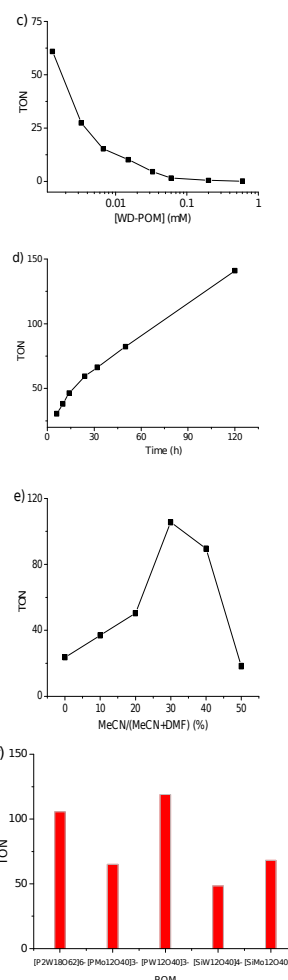 c)
75
50
25
0
TON
0.01
0.1
1
[WD-POM] (mM)
d)
150
100
50
TON
0
30
60
90
120
Time (h)
e)
120
80
40
0
TON
0
10
20
30
40
50
MeCN/(MeCN+DMF) (%)
)
150
100
50
0
TON
[P2W18O62]6- [PMo12O40]3- [PW12O40]3- [SiW12O40]4- [SiMo12O40